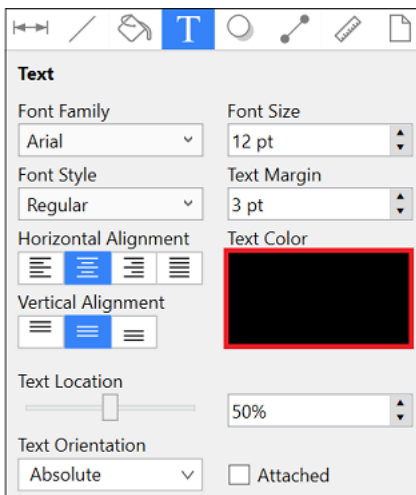 T
Text
Font Family Font Size
Arial 12 pt
Font Style Text Margin
Regular 3 pt
Horizontal Alignment Text Color
Vertical Alignment
Text Location
50%
Text Orientation
Absolute Attached